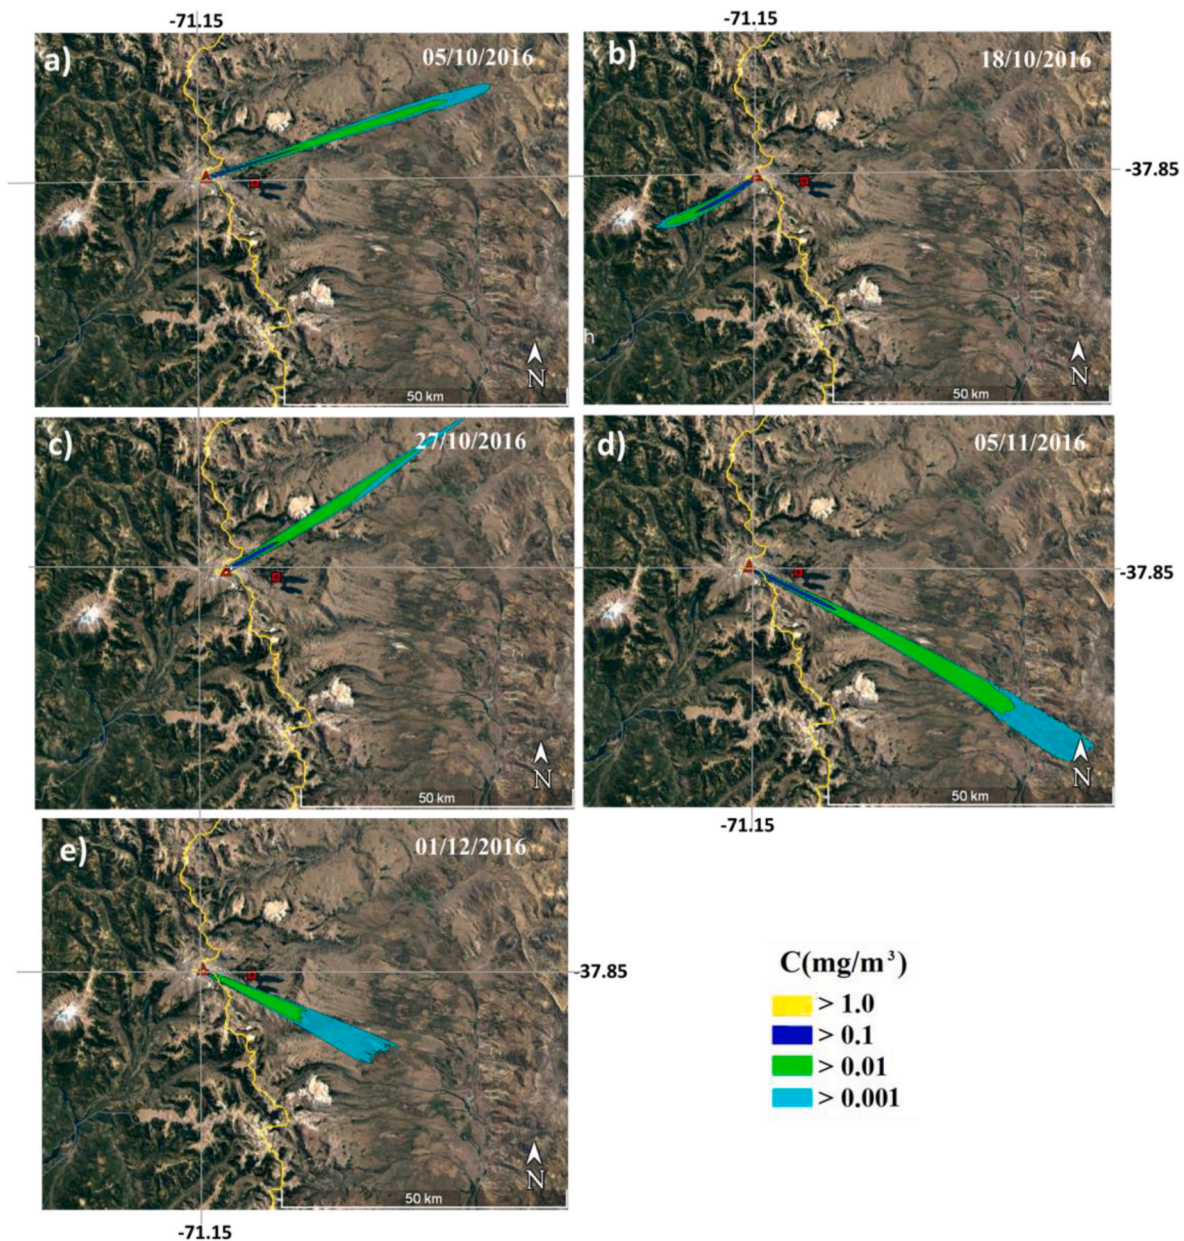 -71.15
-71.15
a)
05/10/2016
b)
18/10/2016
-37.85
h
N
50 km
h
N
50 km
c)
27/10/2016
d)
05/11/2016
-37.85
N
50 km
N
50 km
-71.15
e)
01/12/2016
-37.85
C(mg/m³)
> 1.0
> 0.1
> 0.01
> 0.001
N
50 km
-71.15